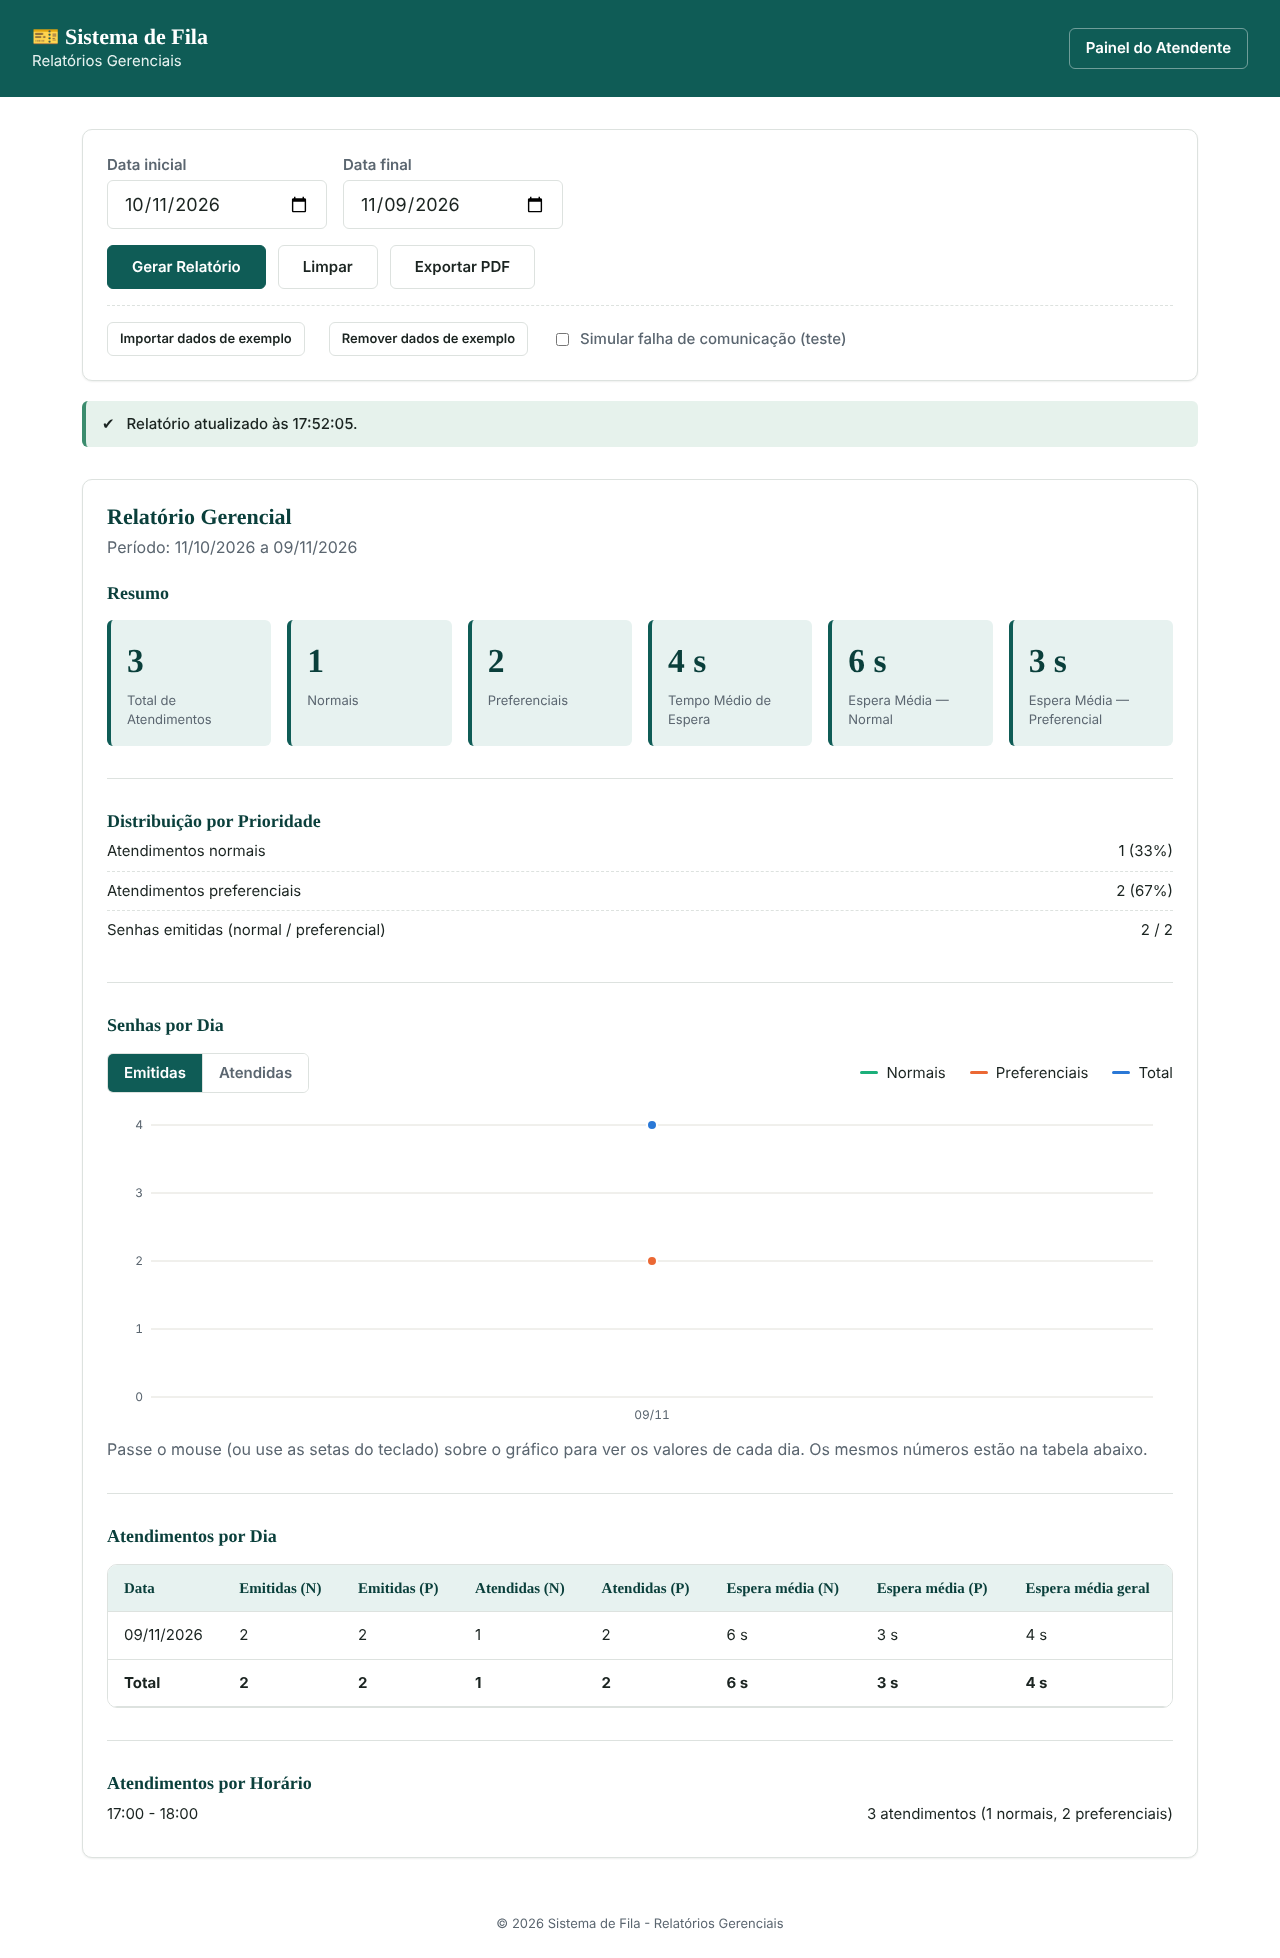 🎫 Sistema de Fila
Relatórios Gerenciais
Painel do Atendente
Data inicial
Data final
10/11/2026
11/09/2026
Gerar Relatório
Limpar
Exportar PDF
Importar dados de exemplo
Remover dados de exemplo
Simular falha de comunicação (teste)
✔ Relatório atualizado às 17:52:05.
Relatório Gerencial
Período: 11/10/2026 a 09/11/2026
Resumo
3
Total de
Atendimentos
1
Normais
2
Preferenciais
4 s
Tempo Médio de
Espera
6 s
Espera Média —
Normal
3 s
Espera Média —
Preferencial
Distribuição por Prioridade
Atendimentos normais 1 (33%)
Atendimentos preferenciais 2 (67%)
Senhas emitidas (normal / preferencial) 2 / 2
Senhas por Dia
Emitidas Atendidas
Normais Preferenciais Total
4
3
2
1
0
09/11
Passe o mouse (ou use as setas do teclado) sobre o gráfico para ver os valores de cada dia. Os mesmos números estão na tabela abaixo.
Atendimentos por Dia
Data Emitidas (N) Emitidas (P) Atendidas (N) Atendidas (P) Espera média (N) Espera média (P) Espera média geral
09/11/2026 2 2 1 2 6 s 3 s 4 s
Total 2 2 1 2 6 s 3 s 4 s
Atendimentos por Horário
17:00 - 18:00 3 atendimentos (1 normais, 2 preferenciais)
© 2026 Sistema de Fila - Relatórios Gerenciais